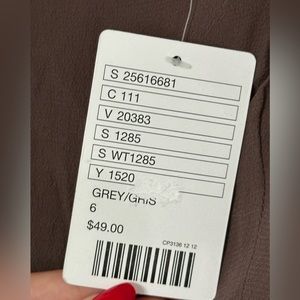 S 25616681
C 111
V 20383
S 1285
S WT1285
Y 1520
GREY/GRIS
6
$49.00
CP3136 12 12